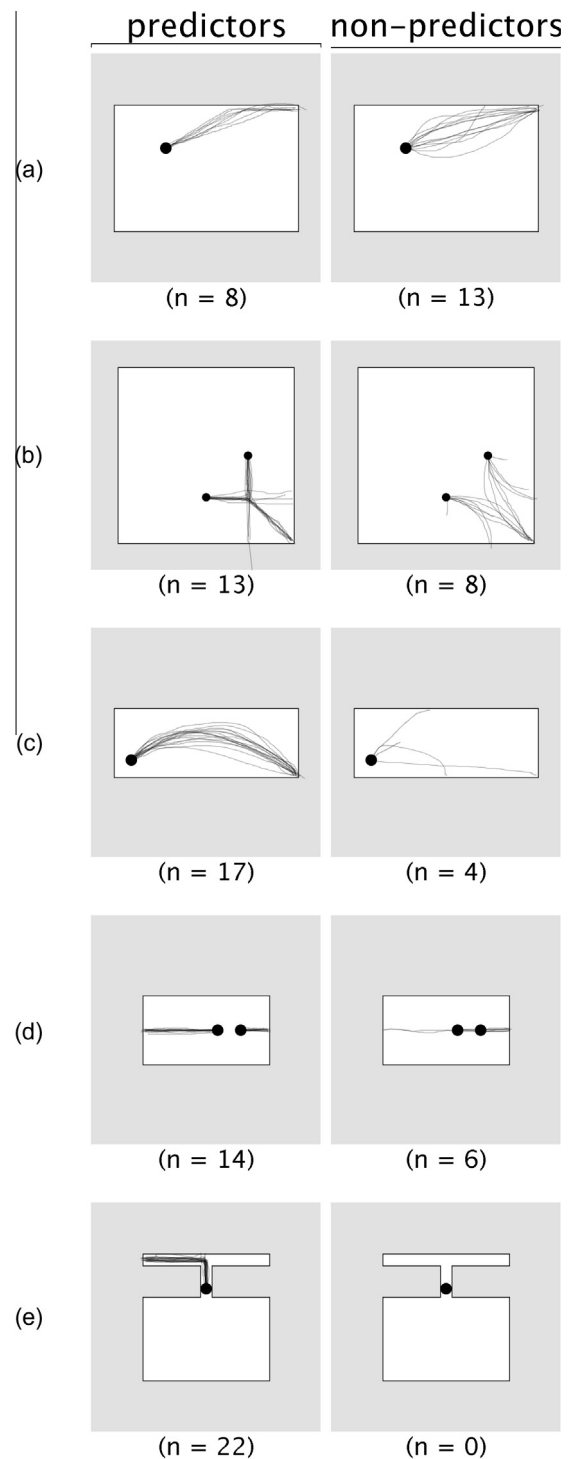 predictors non-predictors
(a)
(n = 8) (n = 13)
(b)
(n = 13) (n = 8)
(c)
(n = 17) (n = 4)
(d)
(n = 14) (n = 6)
(e)
(n = 22) (n = 0)